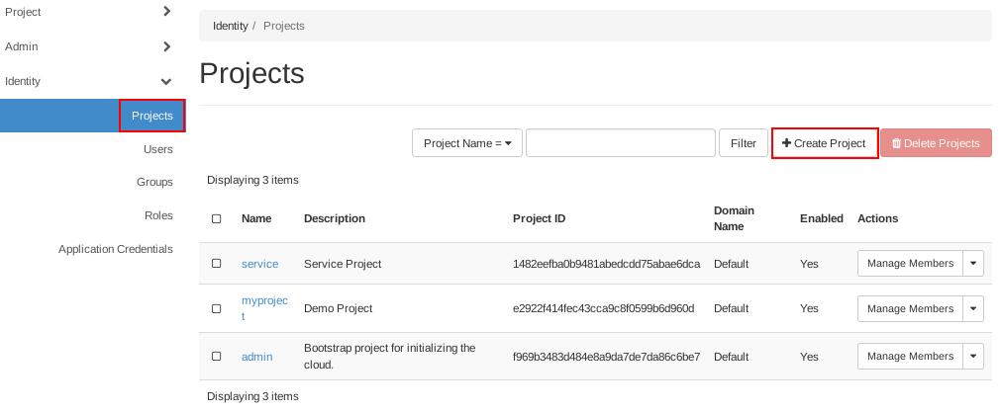 Project
Admin
Identity
Projects
Users
Groups
Roles
Application Credentials
Identity / Projects
Projects
Project Name =
Filter
Create Project
Delete Projects
Displaying 3 items
Name Description Project ID Domain Name Enabled Actions
service Service Project 1482eefba0b9481abedcdd75abae6dca Default Yes Manage Members
myprojec
t Demo Project e2922f414fec43cca9c8f0599b6d960d Default Yes Manage Members
admin Bootstrap project for initializing the
cloud. f969b3483d484e8a9da7de7da86c6be7 Default Yes Manage Members
Displaying 3 items